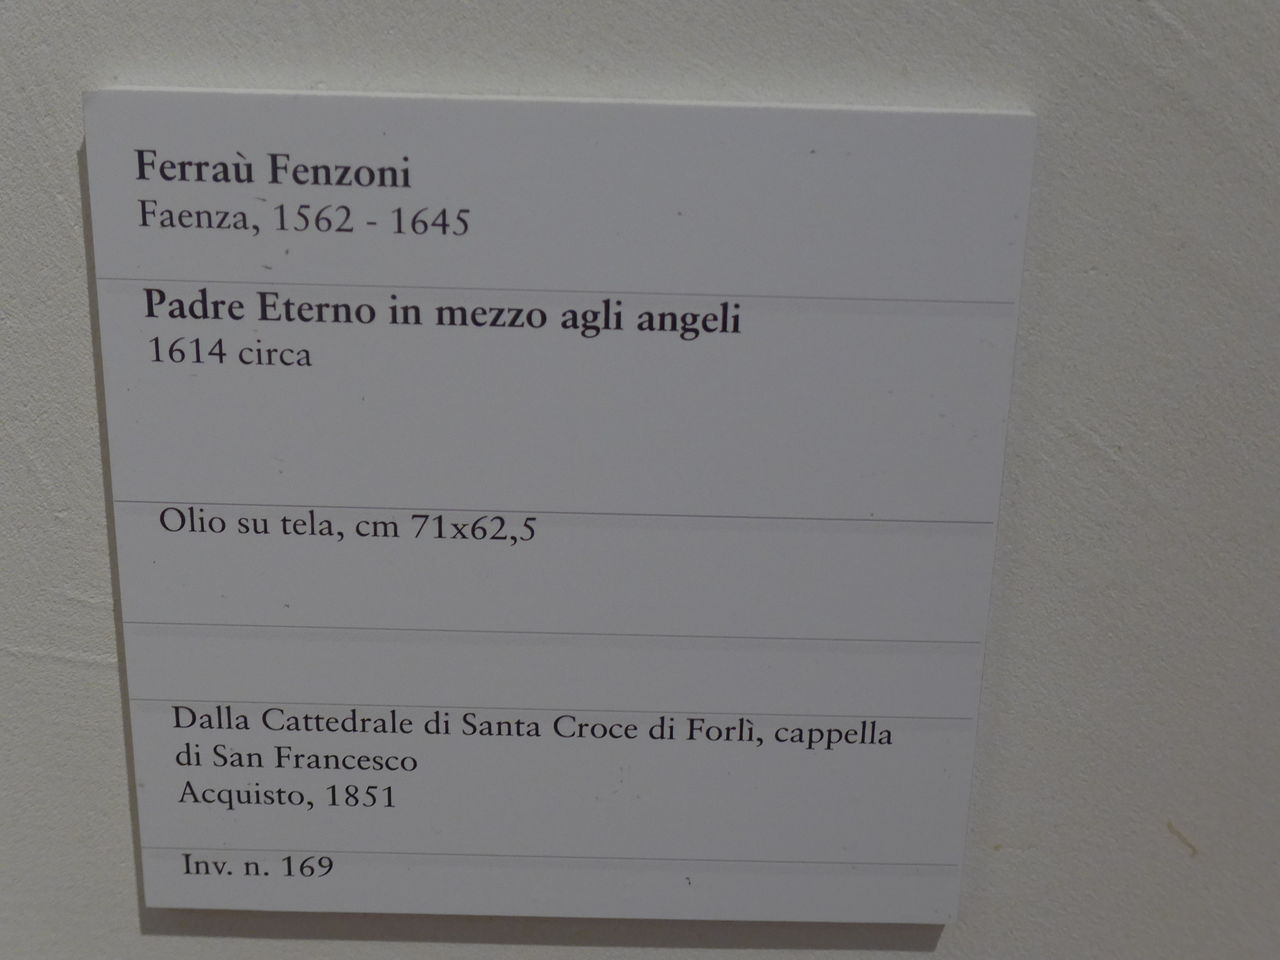 Ferraù Fenzoni
Faenza, 1562 - 1645
Padre Eterno in mezzo agli angeli
1614 circa
Olio su tela, cm 71x62,5
Dalla Cattedrale di Santa Croce di Forlì, cappella
di San Francesco
Acquisto, 1851
Inv. n. 169